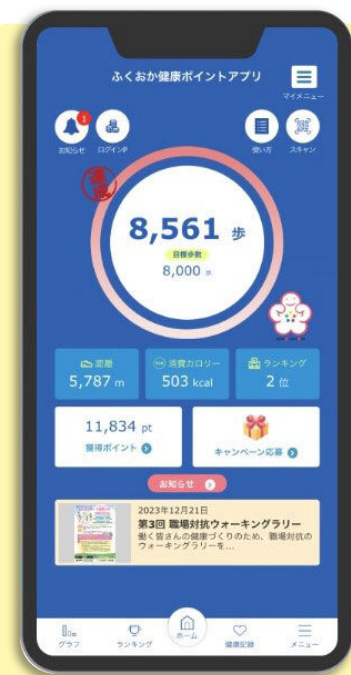 ふくおか健康ポイントアプリ
マイメニュー
1
お知らせ
ログインP
使い方
スキャン
8,561 歩
目標歩数
8,000 歩
距離
5,787 m
消費カロリー
503 kcal
ランキング
2 位
11,834 pt
獲得ポイント
キャンペーン応募
お知らせ
2023年12月21日
第3回 職場対抗ウォーキングラリー
働く皆さんの健康づくりのため、職場対抗の
ウォーキングラリーを...
グラフ
ランキング
ホーム
健康記録
メニュー